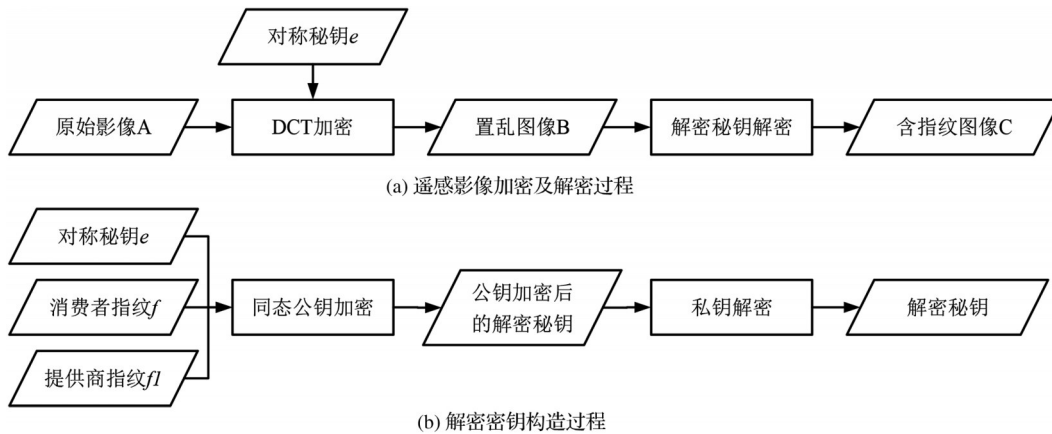 对称秘钥e
原始影像A
DCT加密
置乱图像B
解密秘钥解密
含指纹图像C
(a) 遥感影像加密及解密过程
对称秘钥e
消费者指纹f
提供商指纹f1
同态公钥加密
公钥加密后
的解密秘钥
私钥解密
解密秘钥
(b) 解密密钥构造过程